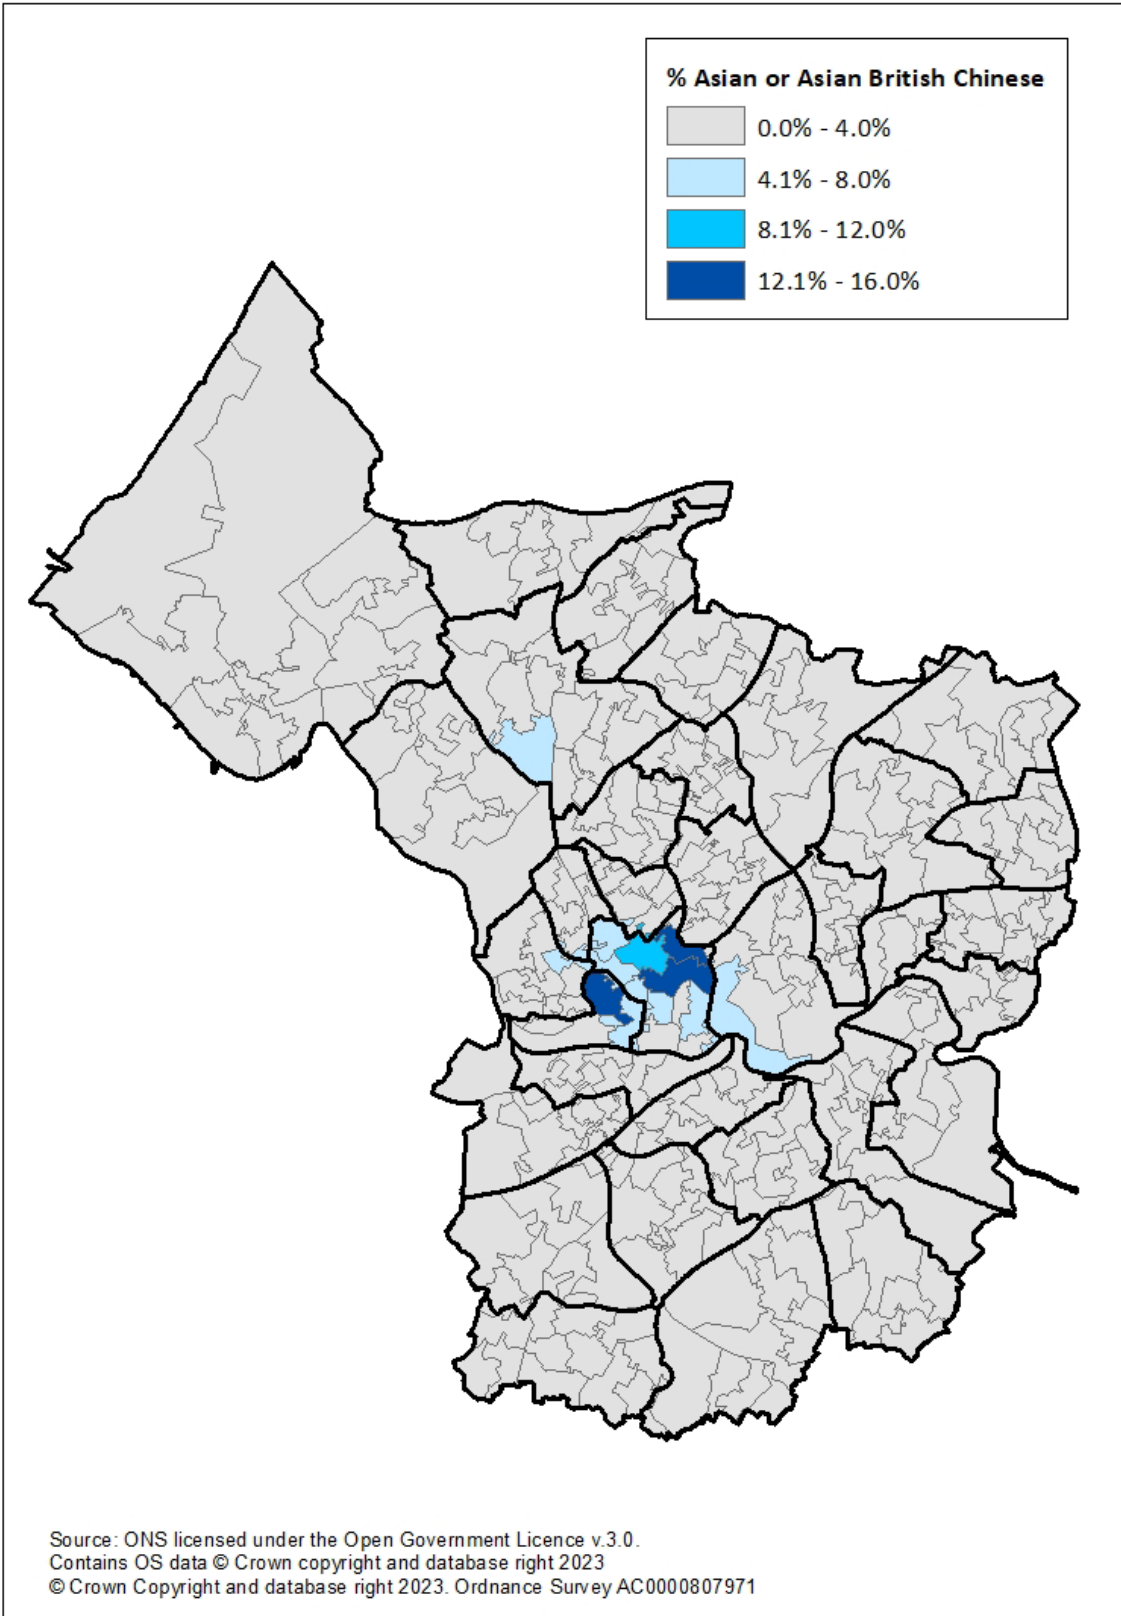 % Asian or Asian British Chinese
0.0% - 4.0%
4.1% - 8.0%
8.1% - 12.0%
12.1% - 16.0%
Source: ONS licensed under the Open Government Licence v.3.0.
Contains OS data © Crown copyright and database right 2023
© Crown Copyright and database right 2023. Ordnance Survey AC0000807971